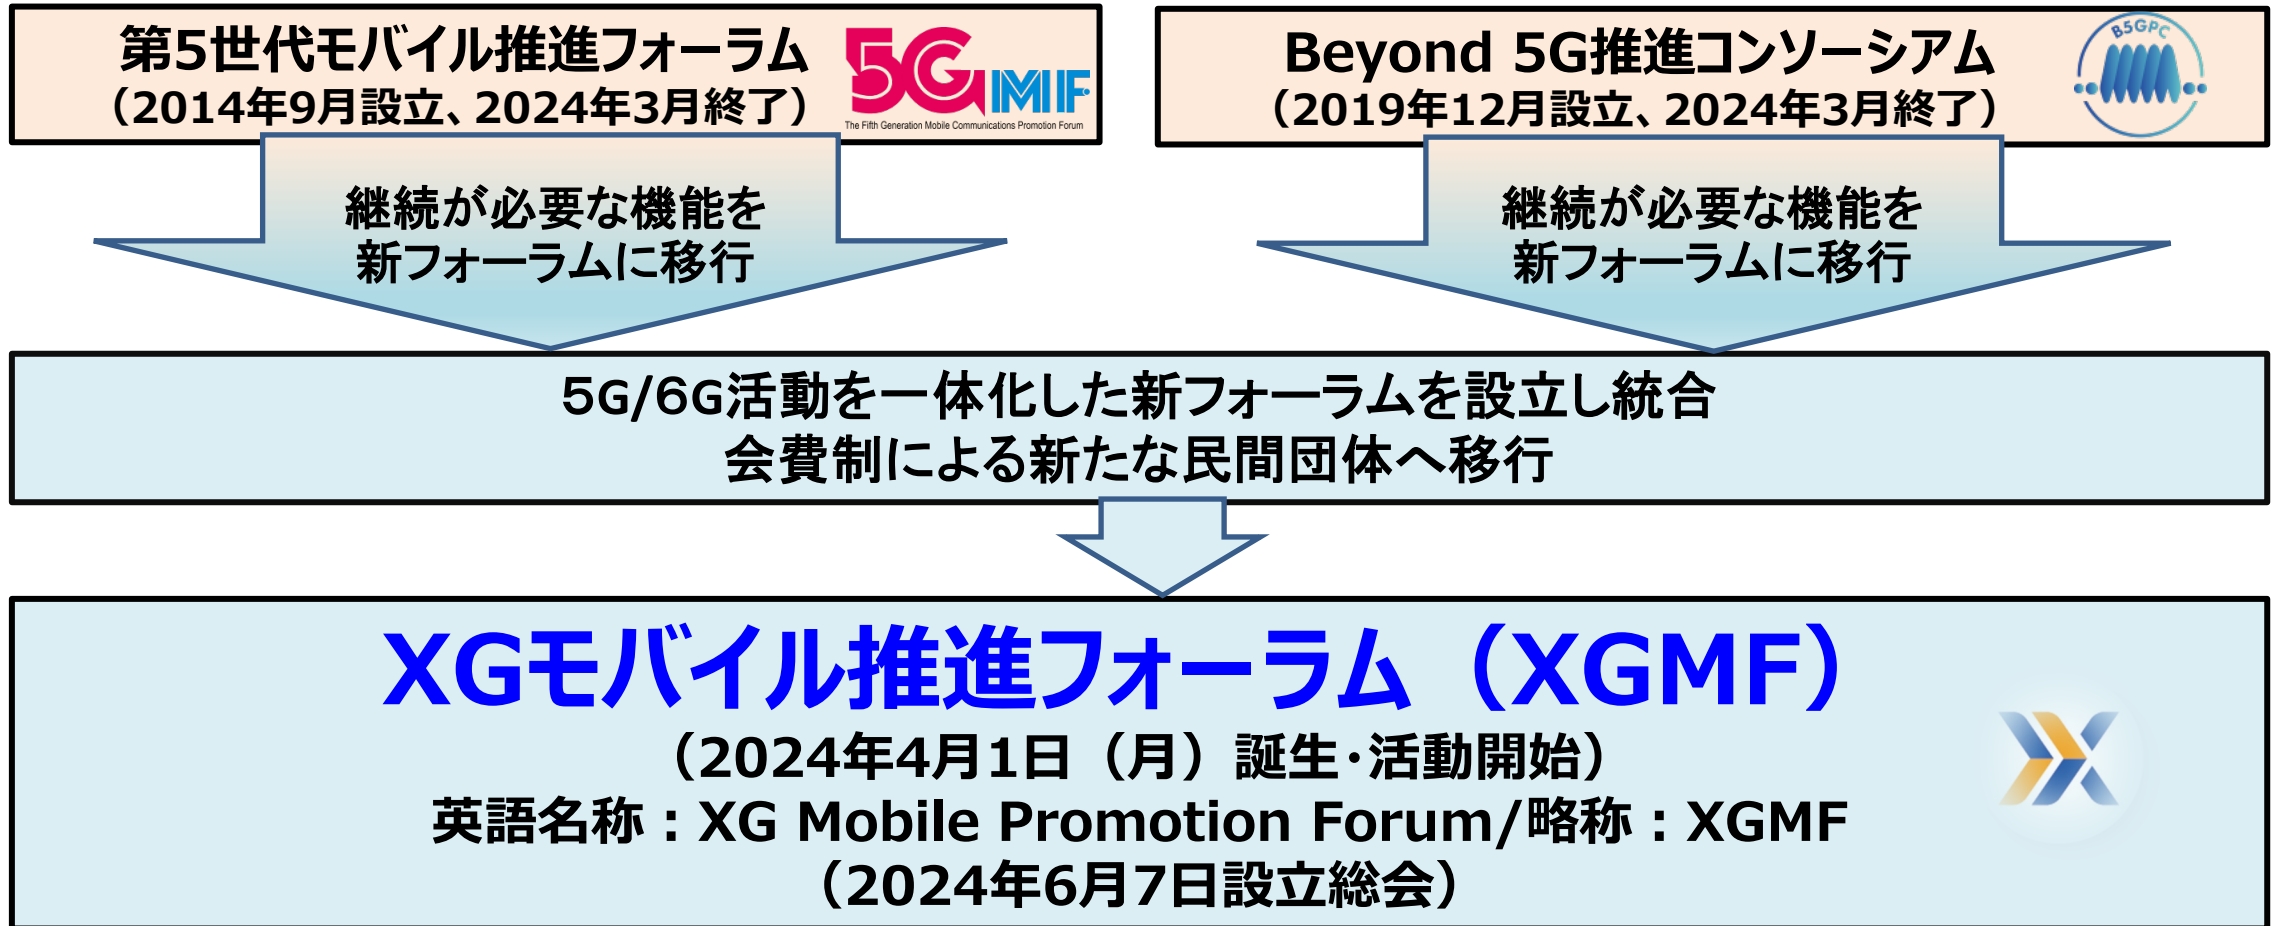 第5世代モバイル推進フォーラム
（2014年9月設立、2024年3月終了）
5GMF
The Fifth Generation Mobile Communications Promotion Forum
Beyond 5G推進コンソーシアム
（2019年12月設立、2024年3月終了）
B5GPC
継続が必要な機能を
新フォーラムに移行
継続が必要な機能を
新フォーラムに移行
5G/6G活動を一体化した新フォーラムを設立し統合
会費制による新たな民間団体へ移行
XGモバイル推進フォーラム（XGMF）
（2024年4月1日（月）誕生・活動開始）
英語名称：XG Mobile Promotion Forum/略称：XGMF
（2024年6月7日設立総会）